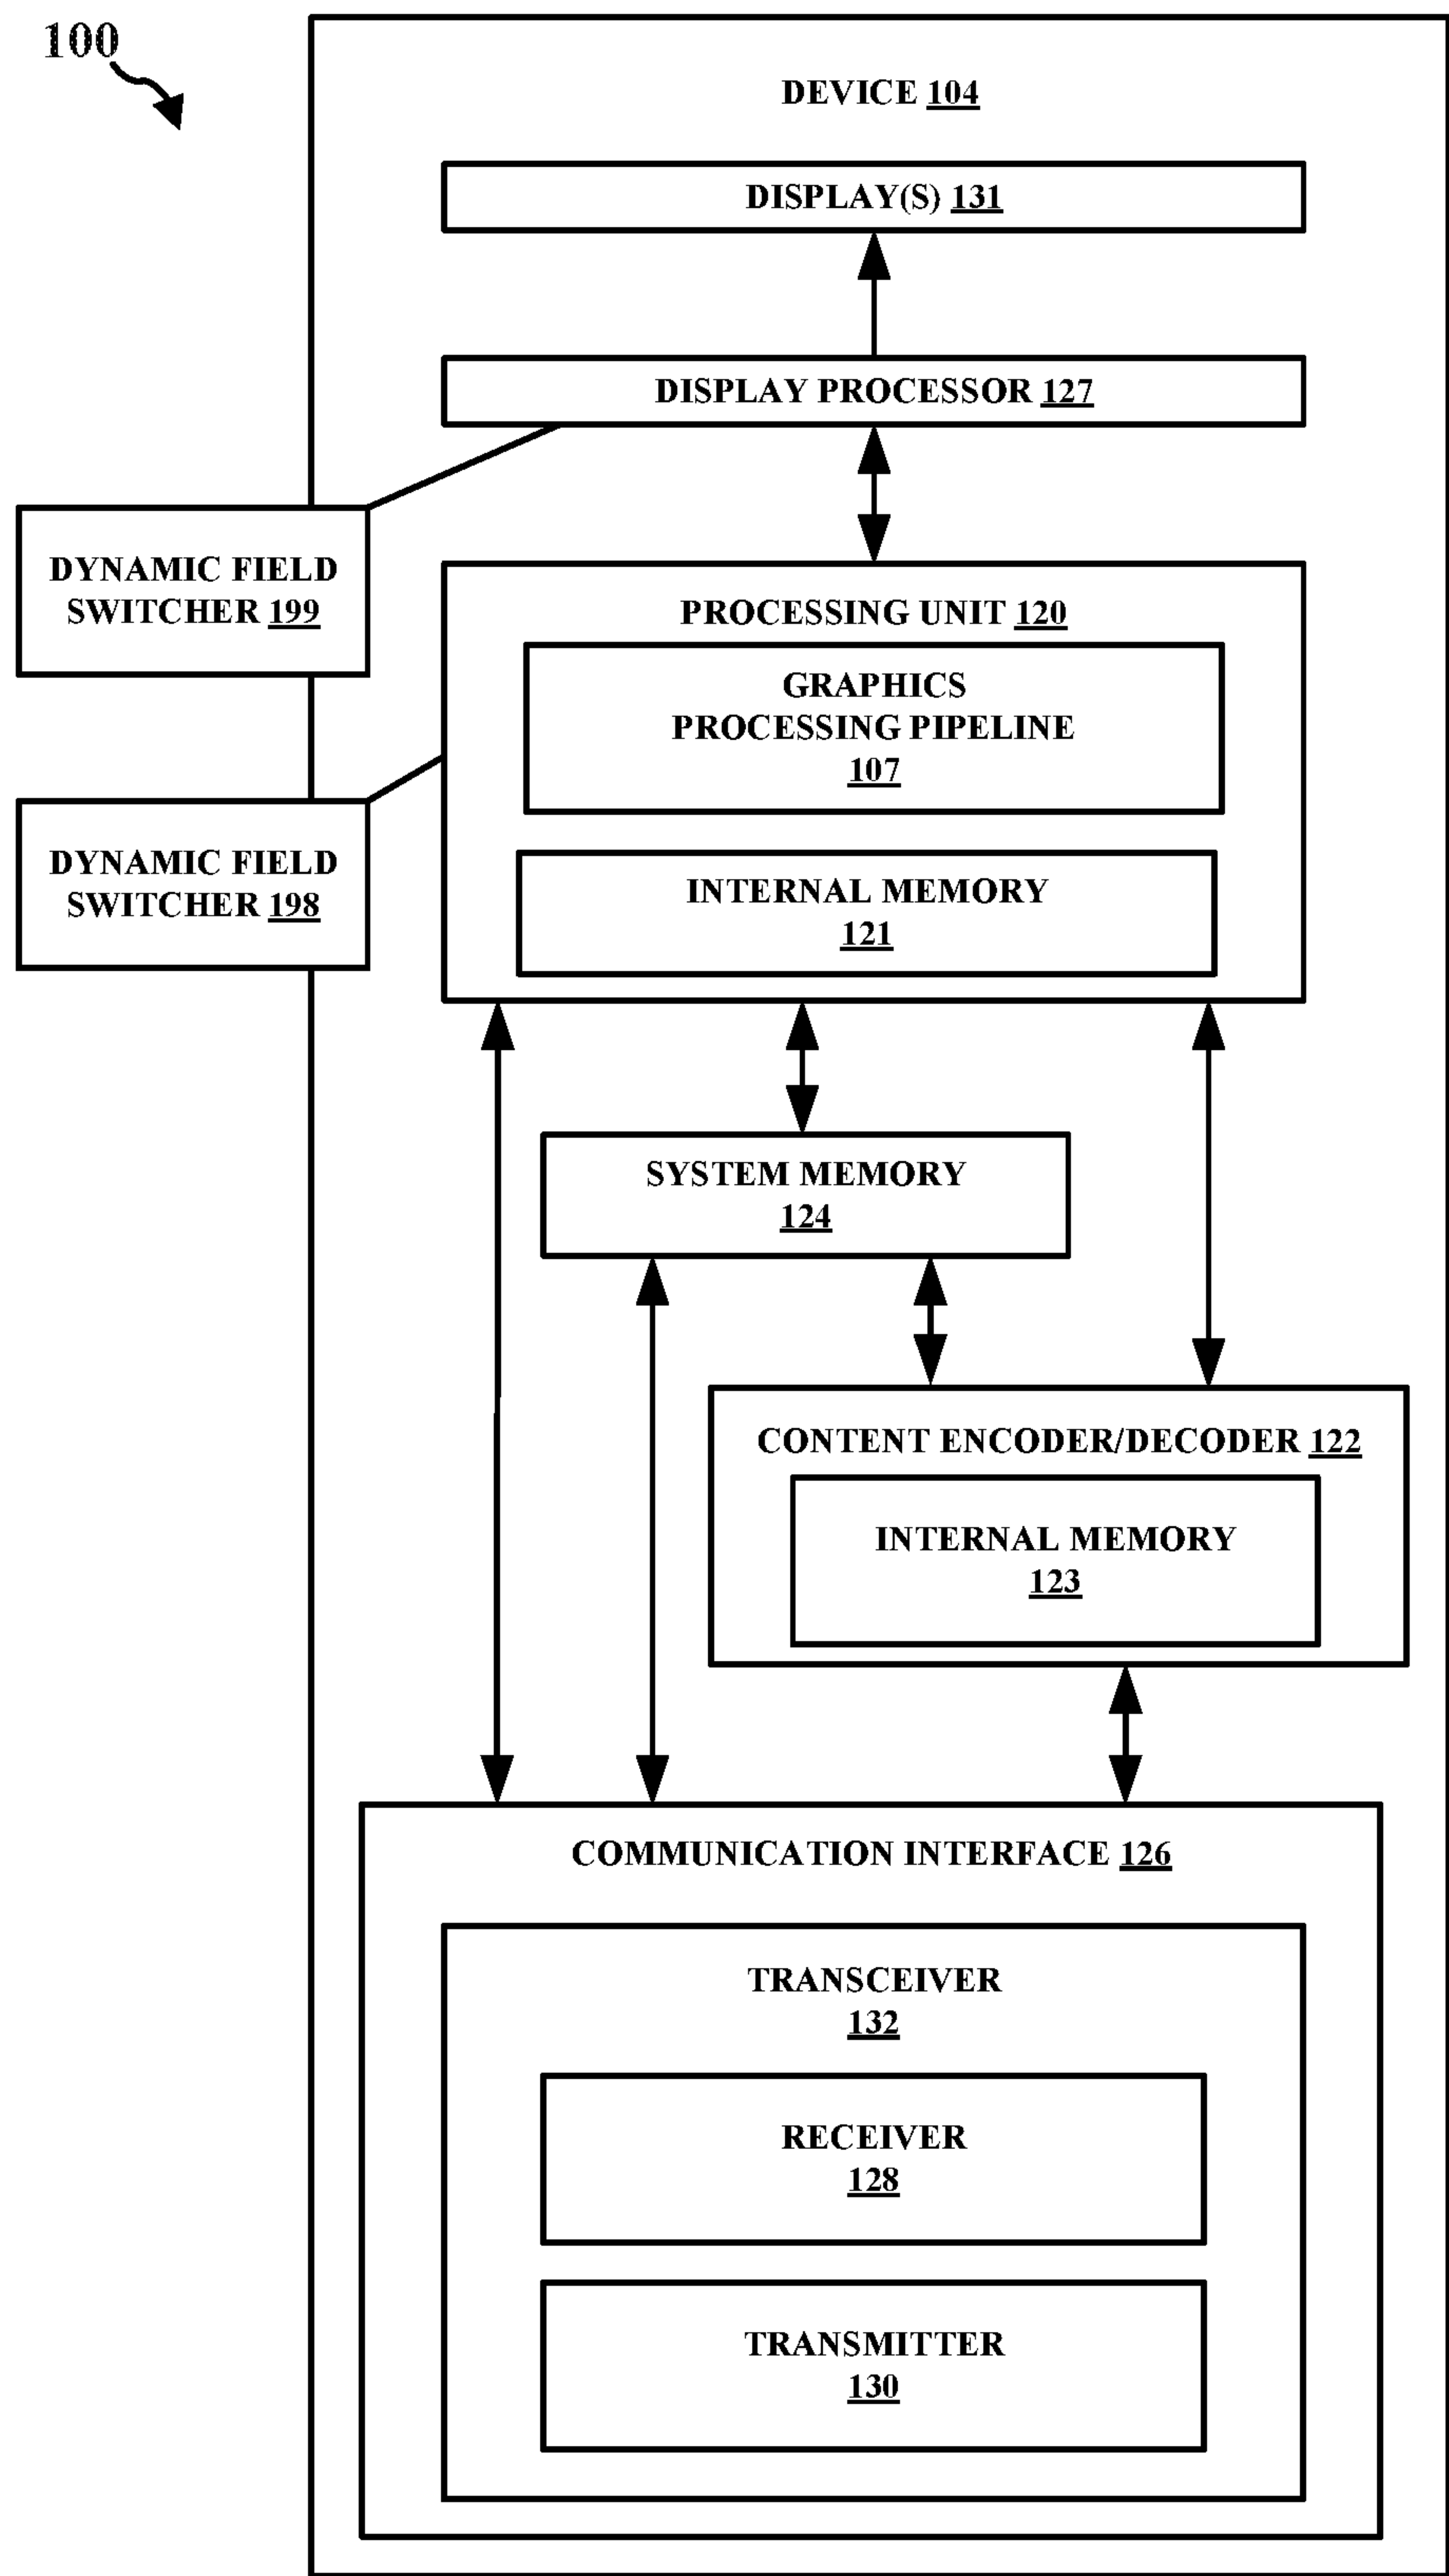 100
DEVICE 104
DISPLAY(S) 131
DISPLAY PROCESSOR 127
DYNAMIC FIELD
SWITCHER 199
PROCESSING UNIT 120
GRAPHICS
PROCESSING PIPELINE
107
DYNAMIC FIELD
SWITCHER 198
INTERNAL MEMORY
121
SYSTEM MEMORY
124
CONTENT ENCODER/DECODER 122
INTERNAL MEMORY
123
COMMUNICATION INTERFACE 126
TRANSCEIVER
132
RECEIVER
128
TRANSMITTER
130